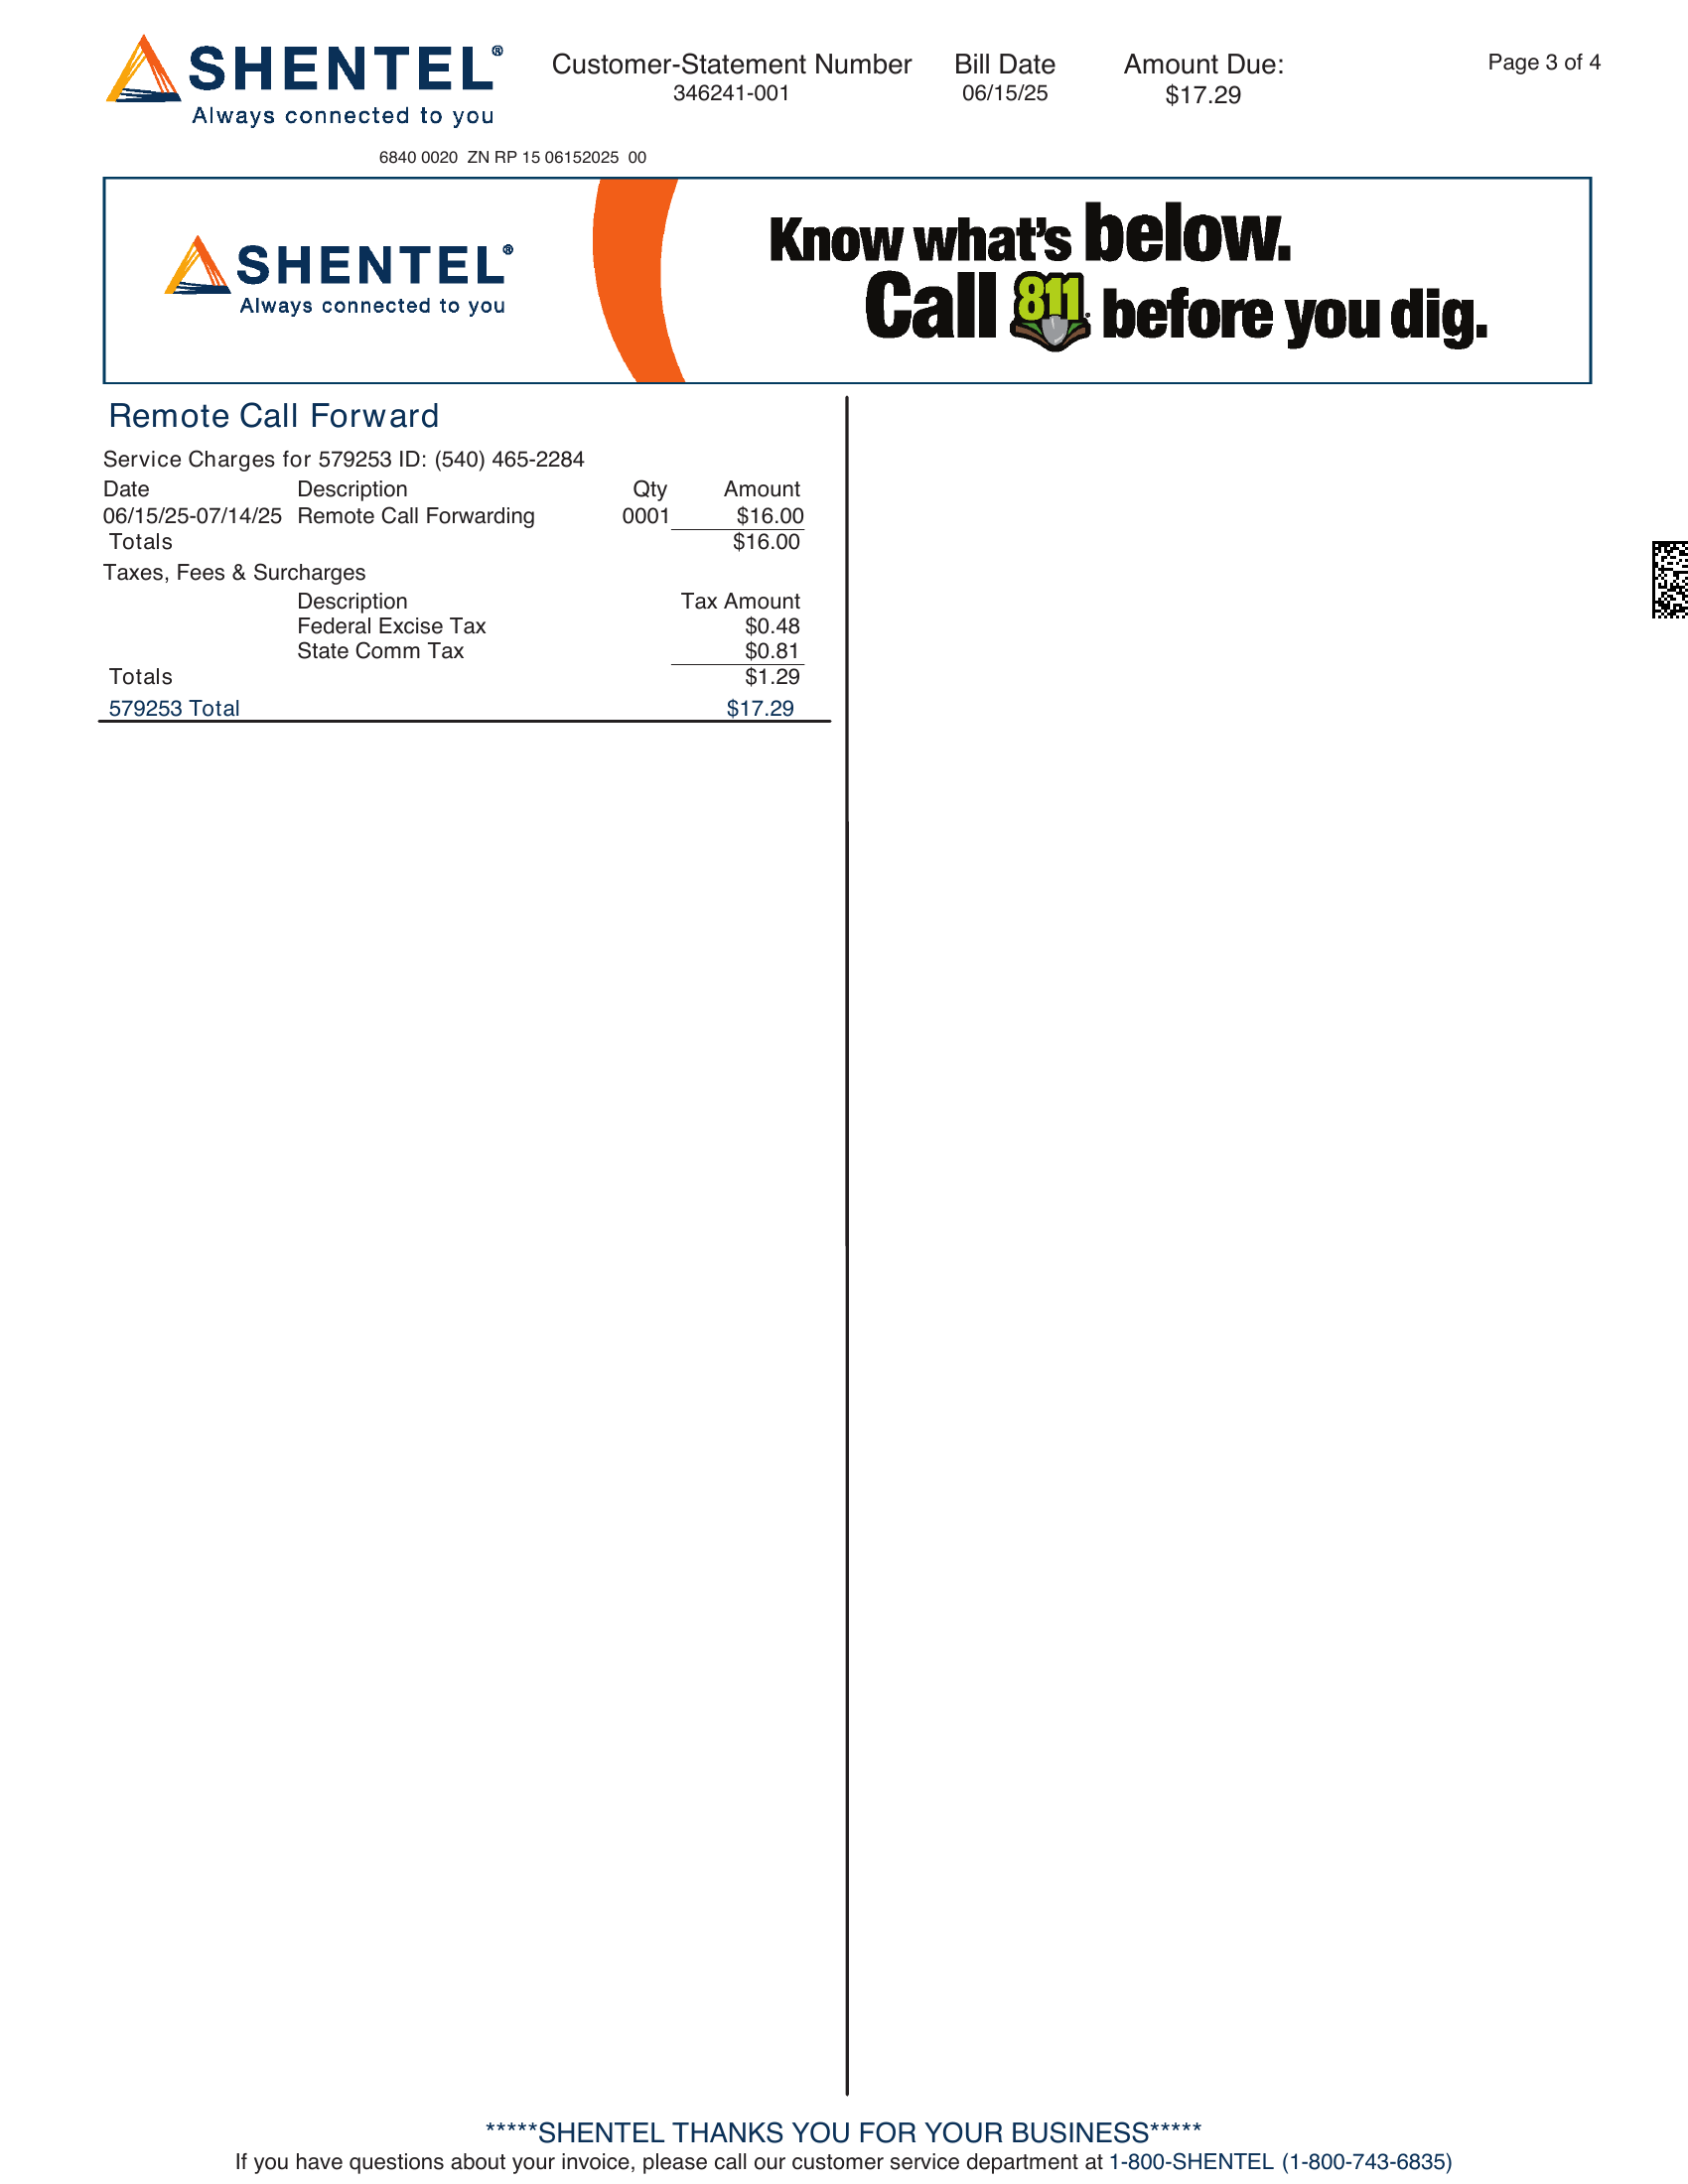 SHENTEL®
Always connected to you
Customer-Statement Number
346241-001
Bill Date
06/15/25
Amount Due:
$17.29
Page 3 of 4
6840 0020 ZN RP 15 06152025 00
SHENTEL®
Always connected to you
Know what's below.
Call 811 before you dig.
Remote Call Forward
Service Charges for 579253 ID: (540) 465-2284
Date Description Qty Amount
06/15/25-07/14/25 Remote Call Forwarding 0001 $16.00
Totals $16.00
Taxes, Fees & Surcharges
Description Tax Amount
Federal Excise Tax $0.48
State Comm Tax $0.81
Totals $1.29
579253 Total $17.29
*****SHENTEL THANKS YOU FOR YOUR BUSINESS*****
If you have questions about your invoice, please call our customer service department at 1-800-SHENTEL (1-800-743-6835)